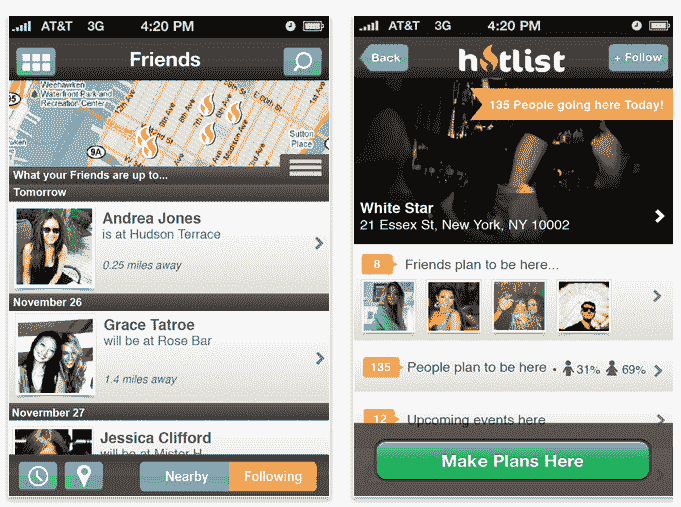 AT&T 3G 4:20 PM
Friends
Weehawken
Waterfront Park and
Recreation Center
Sutton
Place
9A
What your Friends are up to...
Tomorrow
Andrea Jones
is at Hudson Terrace
0.25 miles away
November 26
Grace Tatroe
will be at Rose Bar
1.4 miles away
Novermber 27
Jessica Clifford
will be at Mister H
Nearby
Following
AT&T 3G 4:20 PM
Back
hotlist
+ Follow
135 People going here Today!
White Star
21 Essex St, New York, NY 10002
8 Friends plan to be here...
135 People plan to be here • 31% 69%
12 Upcoming events here
Make Plans Here